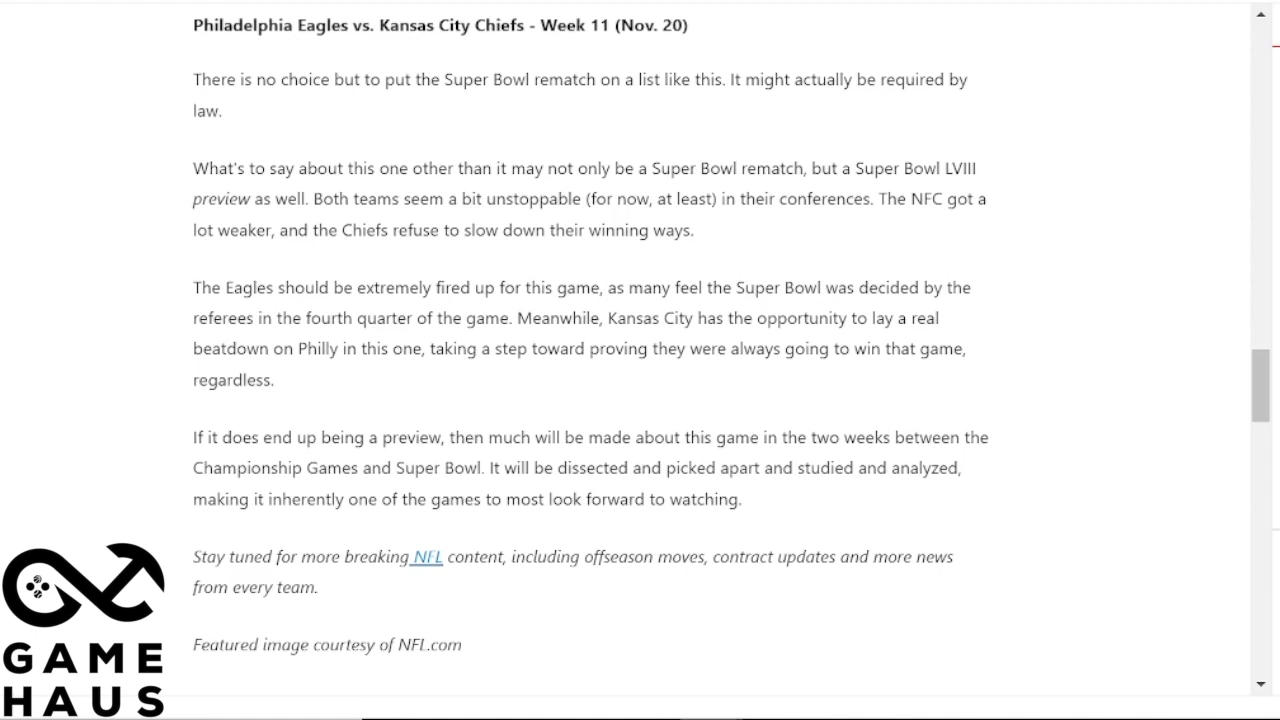 Philadelphia Eagles vs. Kansas City Chiefs - Week 11 (Nov. 20)
There is no choice but to put the Super Bowl rematch on a list like this. It might actually be required by
law.
What's to say about this one other than it may not only be a Super Bowl rematch, but a Super Bowl LVIII
preview as well. Both teams seem a bit unstoppable (for now, at least) in their conferences. The NFC got a
lot weaker, and the Chiefs refuse to slow down their winning ways.
The Eagles should be extremely fired up for this game, as many feel the Super Bowl was decided by the
referees in the fourth quarter of the game. Meanwhile, Kansas City has the opportunity to lay a real
beatdown on Philly in this one, taking a step toward proving they were always going to win that game,
regardless.
If it does end up being a preview, then much will be made about this game in the two weeks between the
Championship Games and Super Bowl. It will be dissected and picked apart and studied and analyzed,
making it inherently one of the games to most look forward to watching.
Stay tuned for more breaking NFL content, including offseason moves, contract updates and more news
from every team.
Featured image courtesy of NFL.com
GAME
HAUS